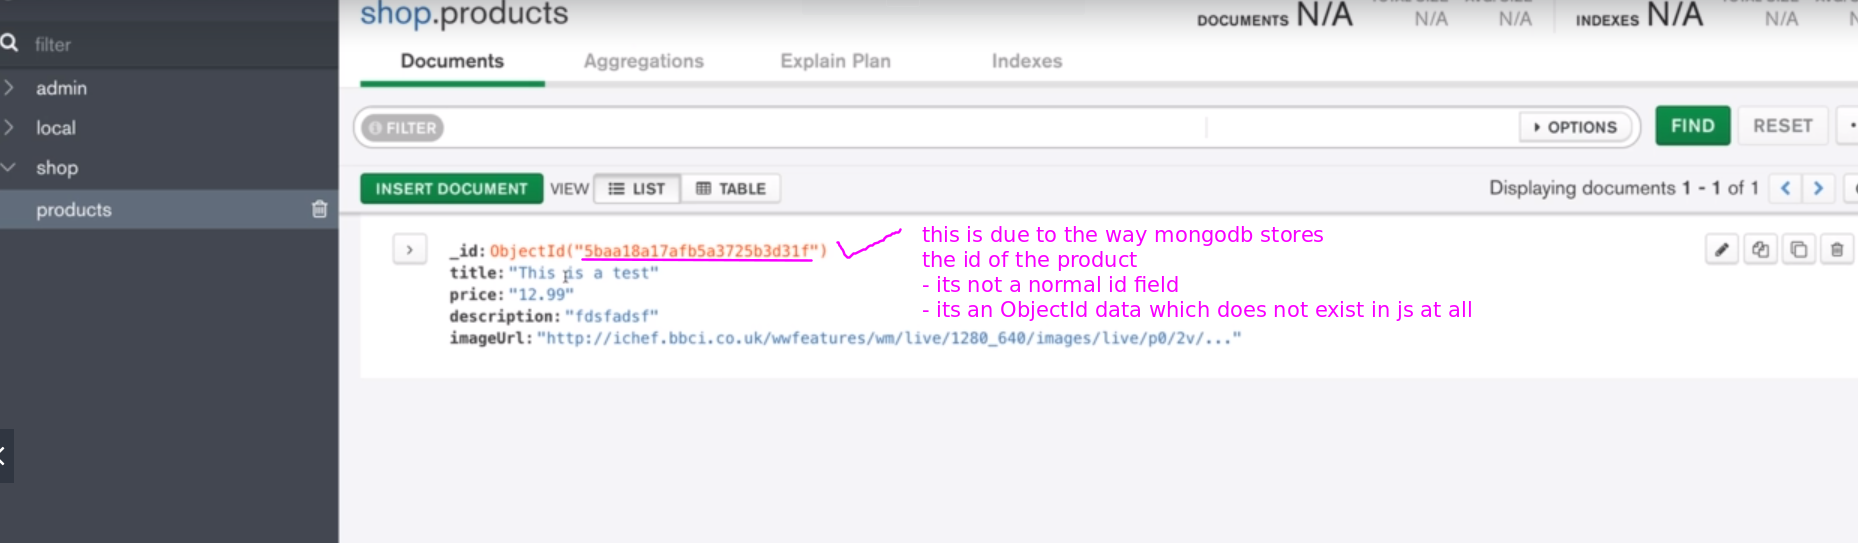 shop.products
DOCUMENTS N/A
N/A
N/A
INDEXES N/A
N/A
filter
Documents
Aggregations
Explain Plan
Indexes
admin
local
shop
products
FILTER
OPTIONS
FIND
RESET
INSERT DOCUMENT
VIEW
LIST
TABLE
Displaying documents 1 - 1 of 1
_id: ObjectId("5baa18a17afb5a3725b3d31f")
title: "This is a test"
price: "12.99"
description: "fdsfadsf"
imageUrl: "http://ichef.bbci.co.uk/wwfeatures/wm/live/1280_640/images/live/p0/2v/..."
this is due to the way mongodb stores
the id of the product
- its not a normal id field
- its an ObjectId data which does not exist in js at all